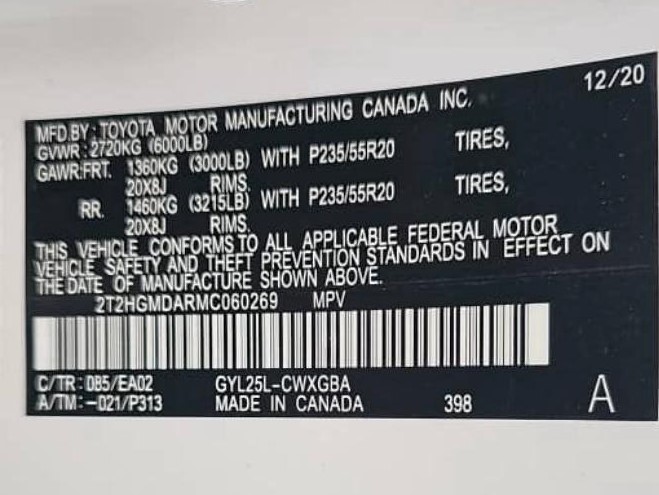 12/20
MFD.BY: TOYOTA MOTOR MANUFACTURING CANADA INC.
GVWR: 2720KG (6000LB)
GAWR:FRT. 1360KG (3000LB) WITH P235/55R20 TIRES,
20X8J RIMS.
RR. 1460KG (3215LB) WITH P235/55R20 TIRES,
20X8J RIMS.
THIS VEHICLE CONFORMS TO ALL APPLICABLE FEDERAL MOTOR
VEHICLE SAFETY AND THEFT PREVENTION STANDARDS IN EFFECT ON
THE DATE OF MANUFACTURE SHOWN ABOVE.
2T2HGMDARMC060269 MPV
C/TR: 0B5/EA02 GYL25L-CWXGBA
A/TM: -021/P313 MADE IN CANADA 398 A